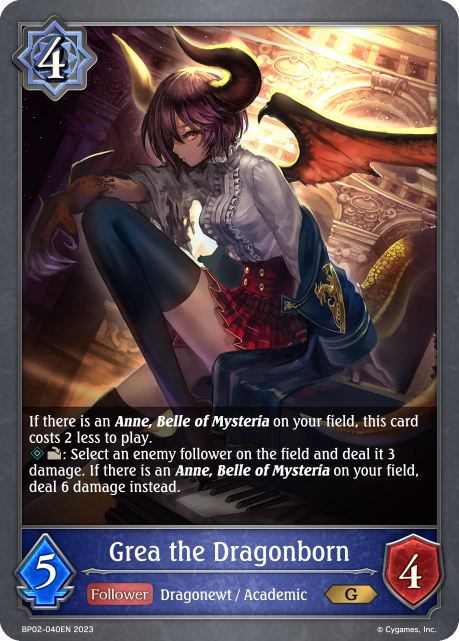 4
If there is an Anne, Belle of Mysteria on your field, this card
costs 2 less to play.
: Select an enemy follower on the field and deal it 3
damage. If there is an Anne, Belle of Mysteria on your field,
deal 6 damage instead.
Grea the Dragonborn
5
Follower Dragonewt / Academic G
4
BP02-040EN 2023
© Cygames, Inc.